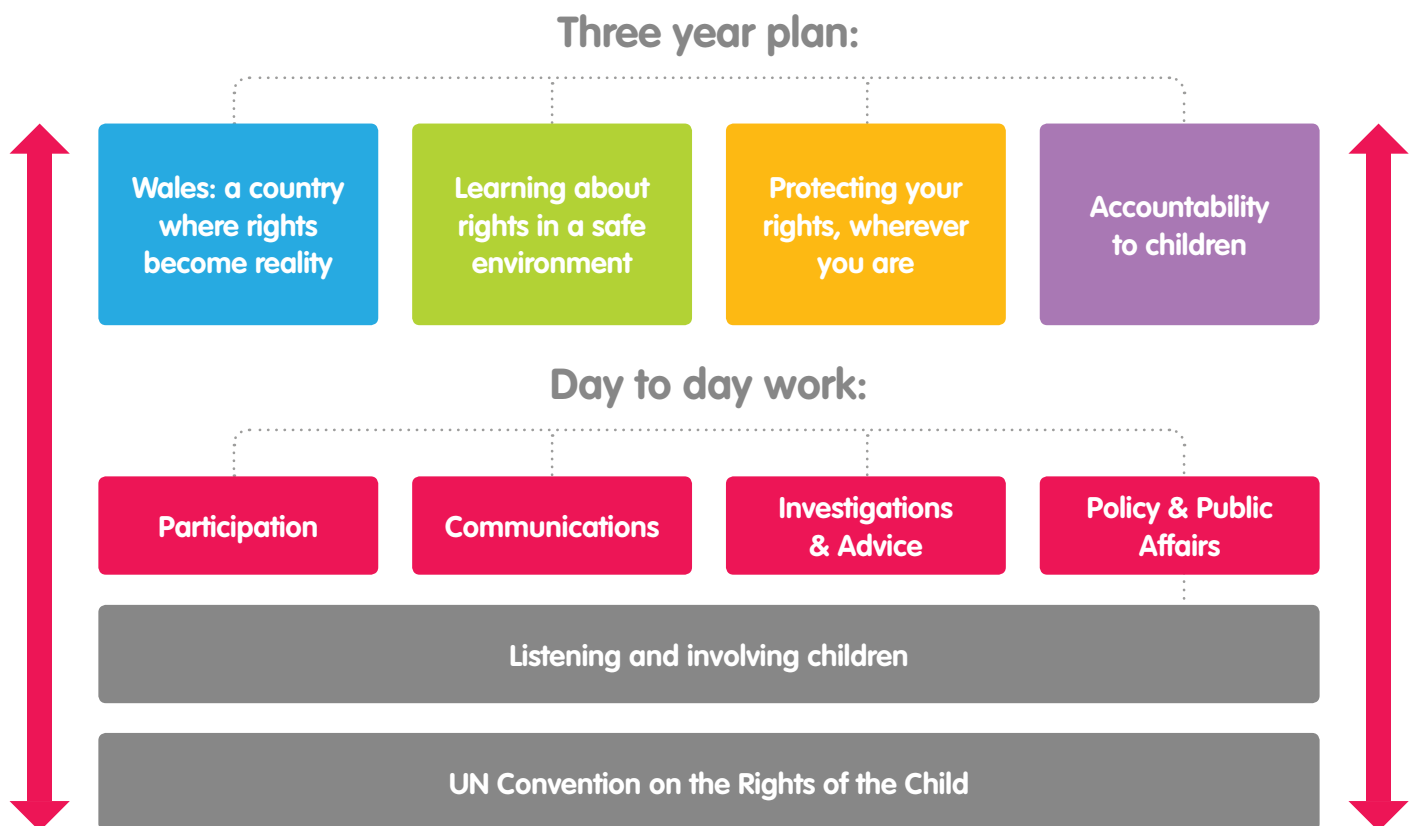 Three year plan:
Wales: a country
where rights
become reality
Learning about
rights in a safe
environment
Protecting your
rights, wherever
you are
Accountability
to children
Day to day work:
Participation
Communications
Investigations
& Advice
Policy & Public
Affairs
Listening and involving children
UN Convention on the Rights of the Child